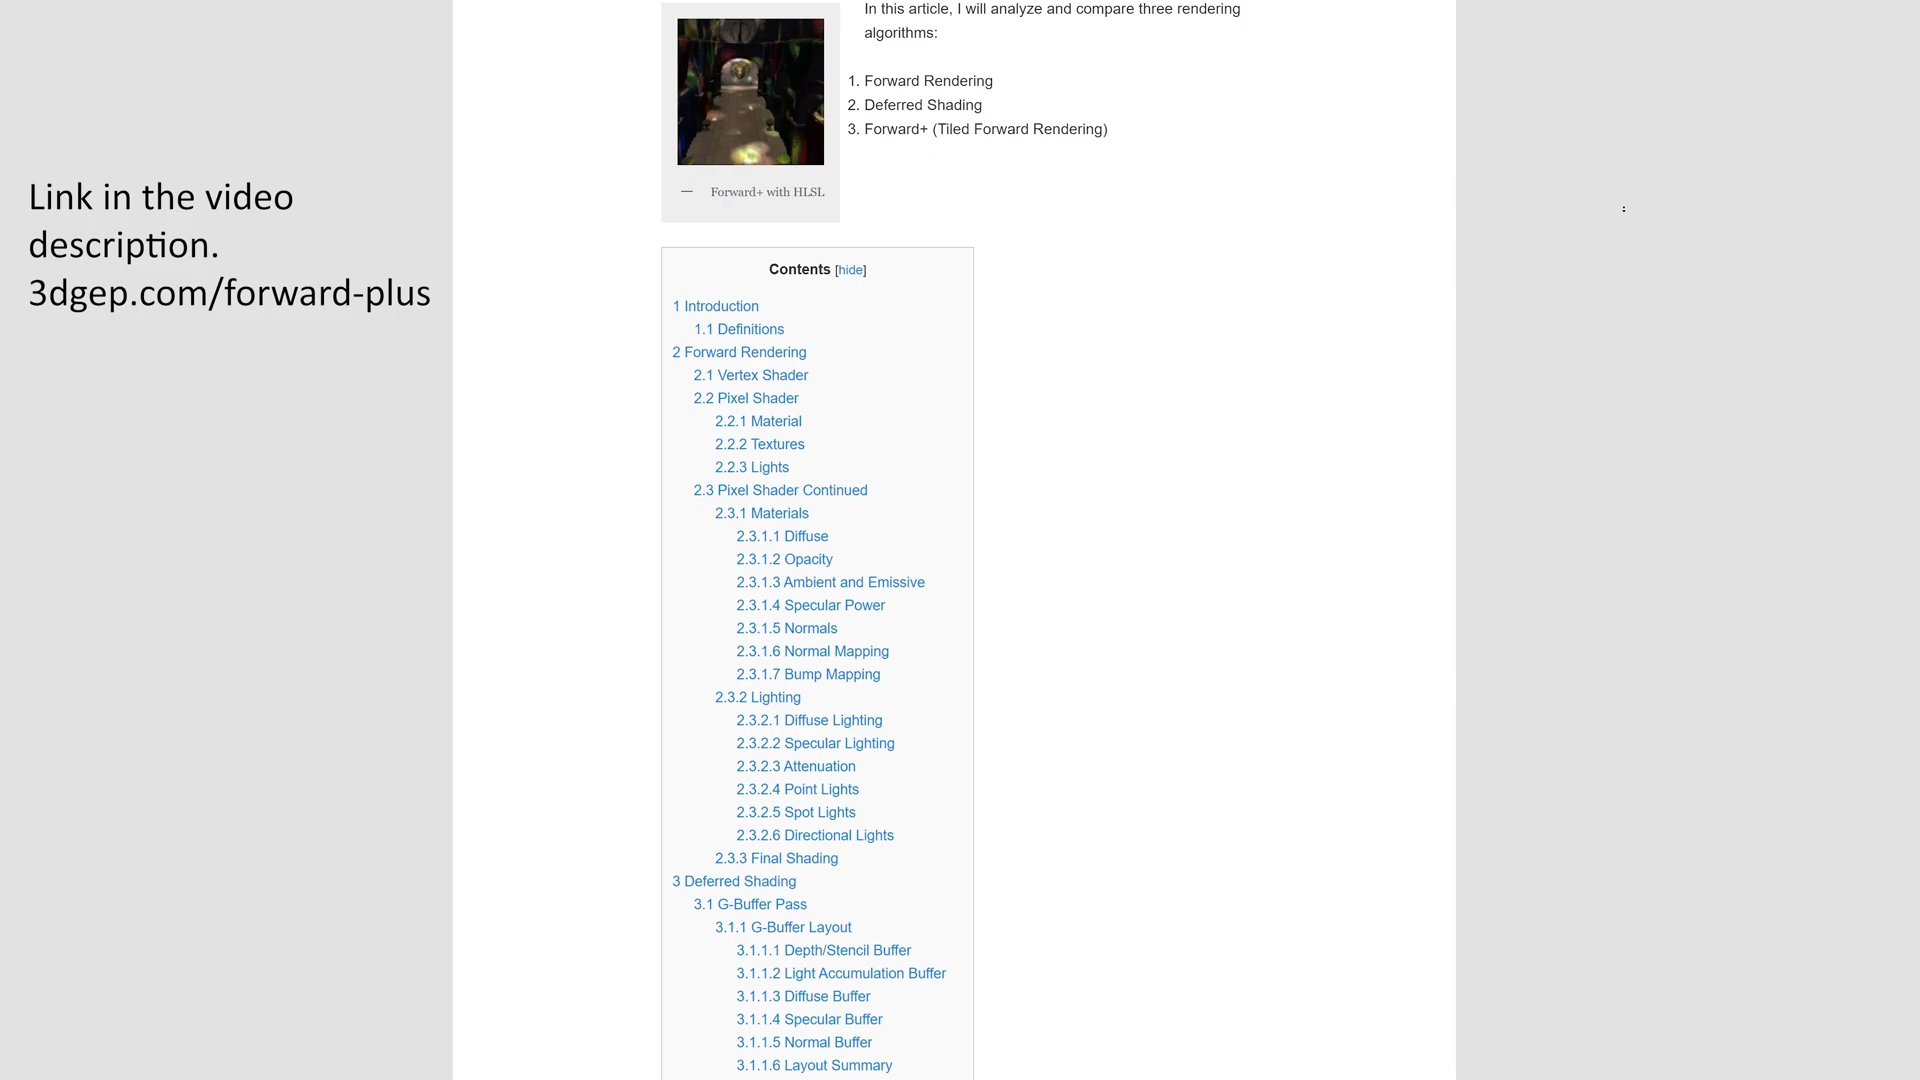 Link in the video
description.
3dgep.com/forward-plus
In this article, I will analyze and compare three rendering
algorithms:
1. Forward Rendering
2. Deferred Shading
3. Forward+ (Tiled Forward Rendering)
— Forward+ with HLSL
Contents [hide]
1 Introduction
1.1 Definitions
2 Forward Rendering
2.1 Vertex Shader
2.2 Pixel Shader
2.2.1 Material
2.2.2 Textures
2.2.3 Lights
2.3 Pixel Shader Continued
2.3.1 Materials
2.3.1.1 Diffuse
2.3.1.2 Opacity
2.3.1.3 Ambient and Emissive
2.3.1.4 Specular Power
2.3.1.5 Normals
2.3.1.6 Normal Mapping
2.3.1.7 Bump Mapping
2.3.2 Lighting
2.3.2.1 Diffuse Lighting
2.3.2.2 Specular Lighting
2.3.2.3 Attenuation
2.3.2.4 Point Lights
2.3.2.5 Spot Lights
2.3.2.6 Directional Lights
2.3.3 Final Shading
3 Deferred Shading
3.1 G-Buffer Pass
3.1.1 G-Buffer Layout
3.1.1.1 Depth/Stencil Buffer
3.1.1.2 Light Accumulation Buffer
3.1.1.3 Diffuse Buffer
3.1.1.4 Specular Buffer
3.1.1.5 Normal Buffer
3.1.1.6 Layout Summary